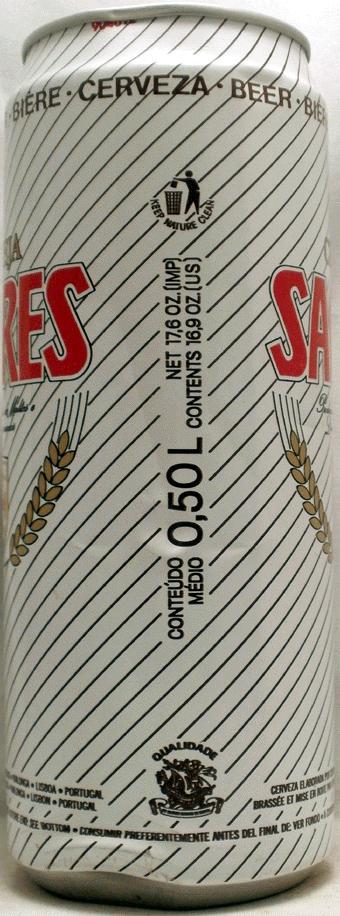 BIÈRE · CERVEZA · BEER · BIÈ
KEEP NATURE CLEAN
RES
SA
CONTEÚDO
MÉDIO
0,50 L
NET 17,6 OZ.(IMP)
CONTENTS 16,9 OZ.(US)
QUALIDADE
• LISBOA • PORTUGAL
• LISBON • PORTUGAL
CERVEZA ELABORADA
BRASSÉE ET MISE EN
END: SEE BOTTOM • CONSUMIR PREFERENTEMENTE ANTES DEL FINAL DE: VER FONDO •